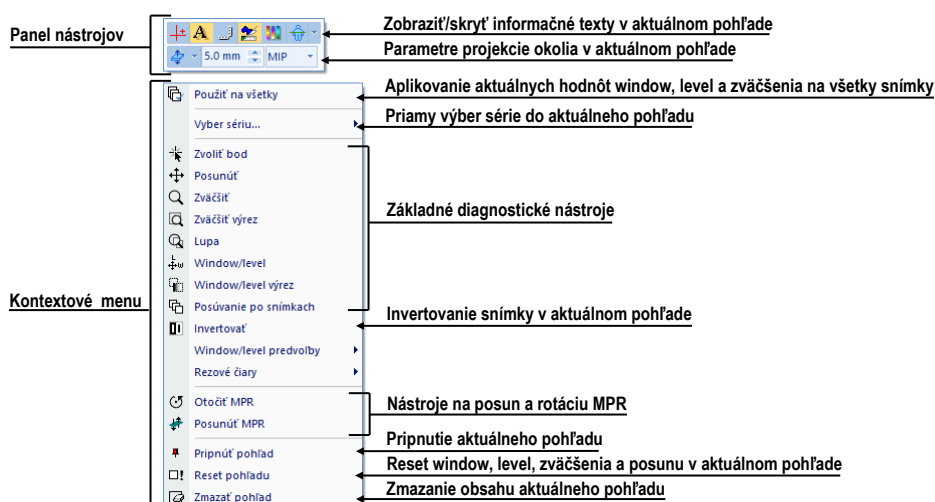 Panel nástrojov
A
5.0 mm
MIP
Zobraziť/skryť informačné texty v aktuálnom pohľade
Parametre projekcie okolia v aktuálnom pohľade
Použiť na všetky
Aplikovanie aktuálnych hodnôt window, level a zväčšenia na všetky snímky
Vyber sériu...
Priamy výber série do aktuálneho pohľadu
Zvoliť bod
Posunúť
Zväčšiť
Zväčšiť výrez
Základné diagnostické nástroje
Lupa
Window/level
Window/level výrez
Kontextové menu
Posúvanie po snímkach
Invertovať
Invertovanie snímky v aktuálnom pohľade
Window/level predvoľby
Rezové čiary
Otočiť MPR
Nástroje na posun a rotáciu MPR
Posunúť MPR
Pripnúť pohľad
Pripnutie aktuálneho pohľadu
Reset pohľadu
Reset window, level, zväčšenia a posunu v aktuálnom pohľade
Zmazať pohľad
Zmazanie obsahu aktuálneho pohľadu